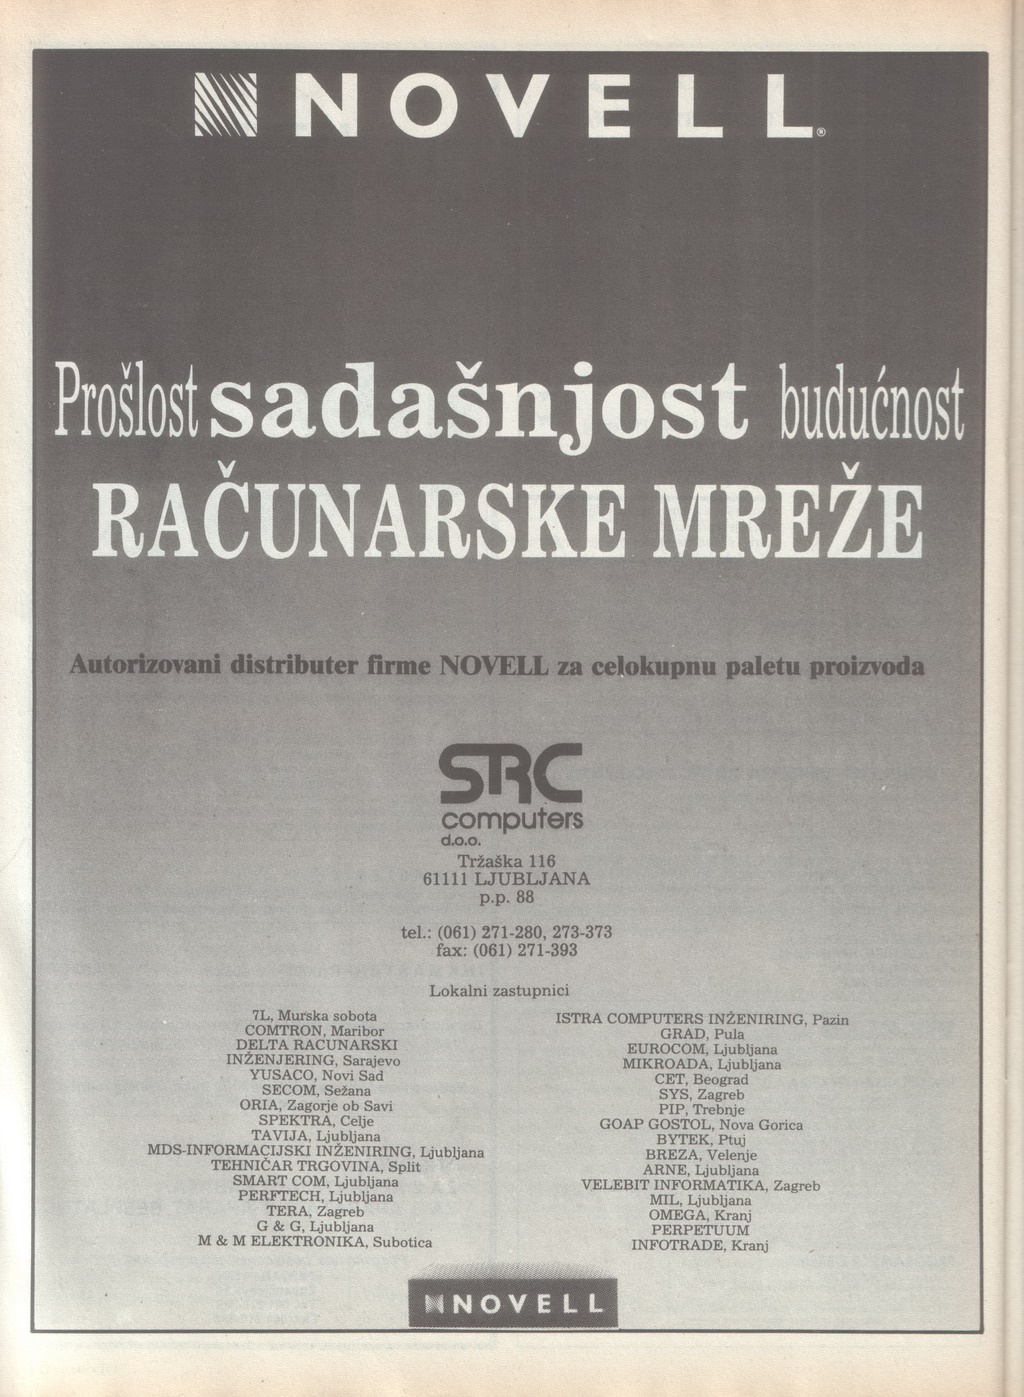 NOVELL®
Prošlost sadašnjost budućnost
RAČUNARSKE MREŽE
Autorizovani distributer firme NOVELL za celokupnu paletu proizvoda
SRC
computers
d.o.o.
Tržaška 116
61111 LJUBLJANA
p.p. 88
tel.: (061) 271-280, 273-373
fax: (061) 271-393
Lokalni zastupnici
7L, Murska sobota
COMTRON, Maribor
DELTA RACUNARSKI
INŽENJERING, Sarajevo
YUSACO, Novi Sad
SECOM, Sežana
ORIA, Zagorje ob Savi
SPEKTRA, Celje
TAVIJA, Ljubljana
MDS-INFORMACIJSKI INŽENIRING, Ljubljana
TEHNIČAR TRGOVINA, Split
SMART COM, Ljubljana
PERFTECH, Ljubljana
TERA, Zagreb
G & G, Ljubljana
M & M ELEKTRONIKA, Subotica
ISTRA COMPUTERS INŽENIRING, Pazin
GRAD, Pula
EUROCOM, Ljubljana
MIKROADA, Ljubljana
CET, Beograd
SYS, Zagreb
PIP, Trebnje
GOAP GOSTOL, Nova Gorica
BYTEK, Ptuj
BREZA, Velenje
ARNE, Ljubljana
VELEBIT INFORMATIKA, Zagreb
MIL, Ljubljana
OMEGA, Kranj
PERPETUUM
INFOTRADE, Kranj
NOVELL